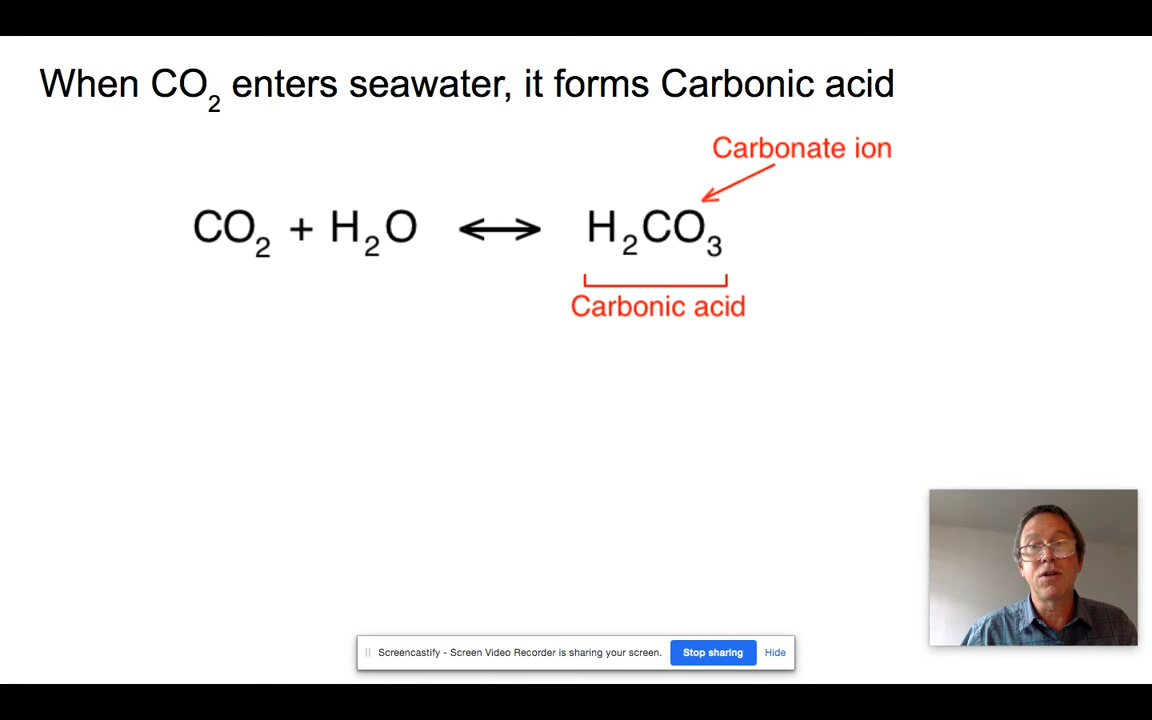 When CO₂ enters seawater, it forms Carbonic acid
Carbonate ion
CO₂ + H₂O ⟷ H₂CO₃
Carbonic acid
Screencastify - Screen Video Recorder is sharing your screen. Stop sharing Hide